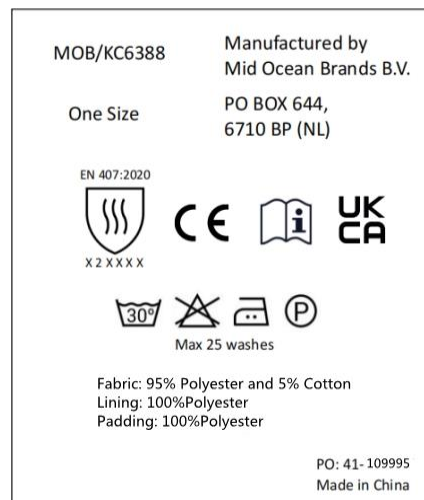 MOB/KC6388
Manufactured by
Mid Ocean Brands B.V.
One Size
PO BOX 644,
6710 BP (NL)
EN 407:2020
X 2 X X X X
CE
i
UK
CA
30°
P
Max 25 washes
Fabric: 95% Polyester and 5% Cotton
Lining: 100%Polyester
Padding: 100%Polyester
PO: 41-109995
Made in China